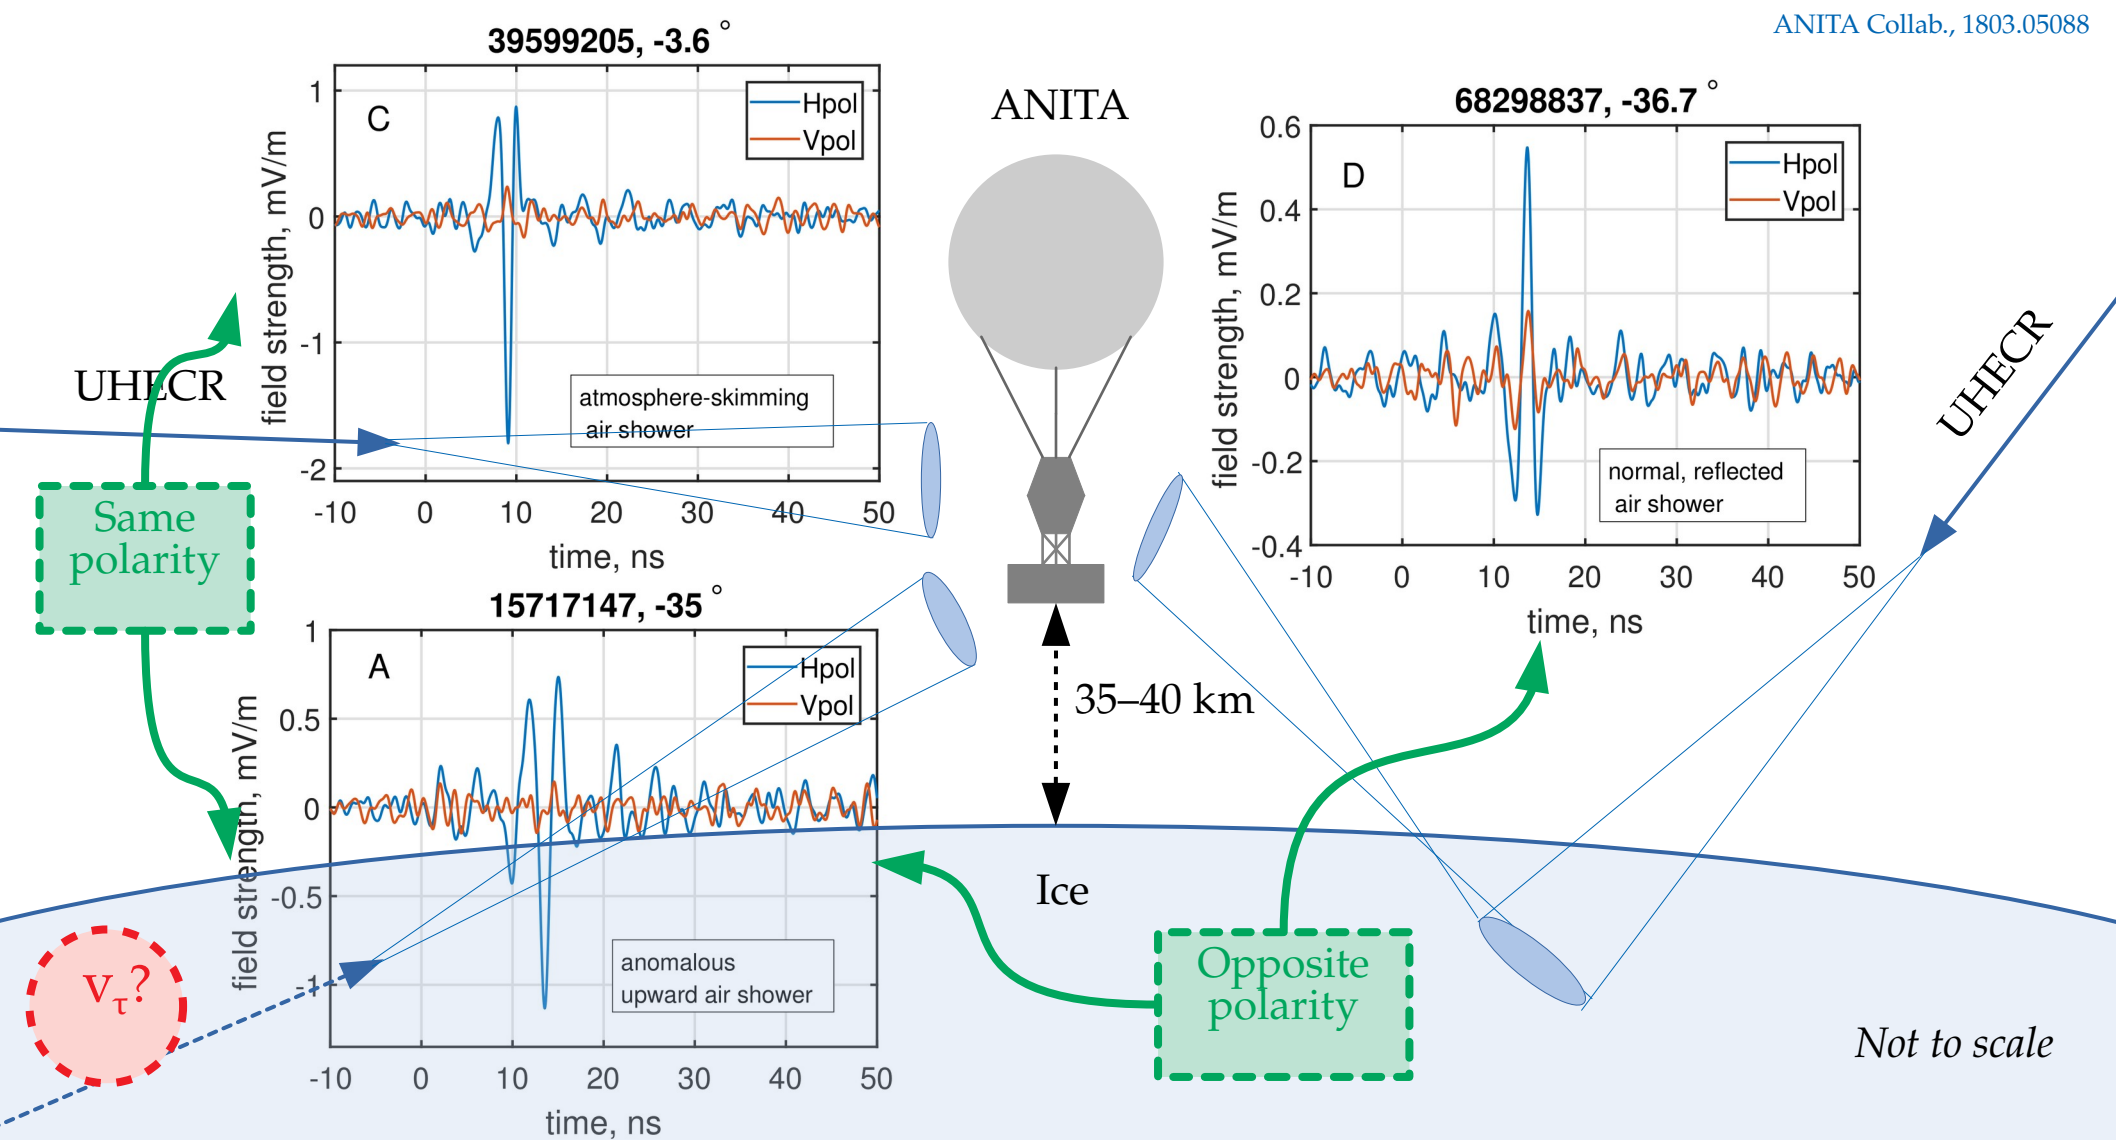 ANITA Collab., 1803.05088
39599205, -3.6 °
C
Hpol
Vpol
1
0
-1
-2
field strength, mV/m
atmosphere-skimming
air shower
-10 0 10 20 30 40 50
time, ns
UHECR
Same
polarity
ANITA
35–40 km
68298837, -36.7 °
D
Hpol
Vpol
0.6
0.4
0.2
0
-0.2
-0.4
field strength, mV/m
normal, reflected
air shower
-10 0 10 20 30 40 50
time, ns
UHECR
15717147, -35 °
A
Hpol
Vpol
1
0.5
0
-0.5
-1
field strength, mV/m
anomalous
upward air shower
-10 0 10 20 30 40 50
time, ns
ντ?
Ice
Opposite
polarity
Not to scale